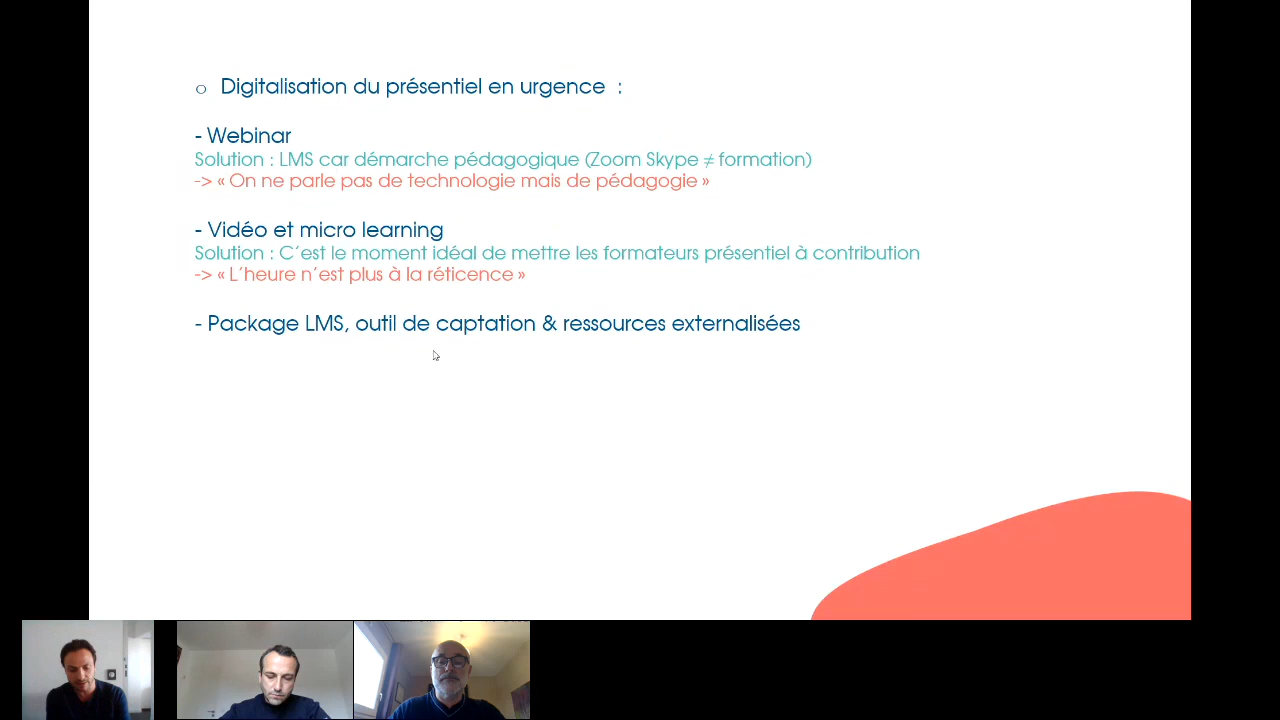 o Digitalisation du présentiel en urgence :
- Webinar
Solution : LMS car démarche pédagogique (Zoom Skype ≠ formation)
-> « On ne parle pas de technologie mais de pédagogie »
- Vidéo et micro learning
Solution : C’est le moment idéal de mettre les formateurs présentiel à contribution
-> « L’heure n’est plus à la réticence »
- Package LMS, outil de captation & ressources externalisées